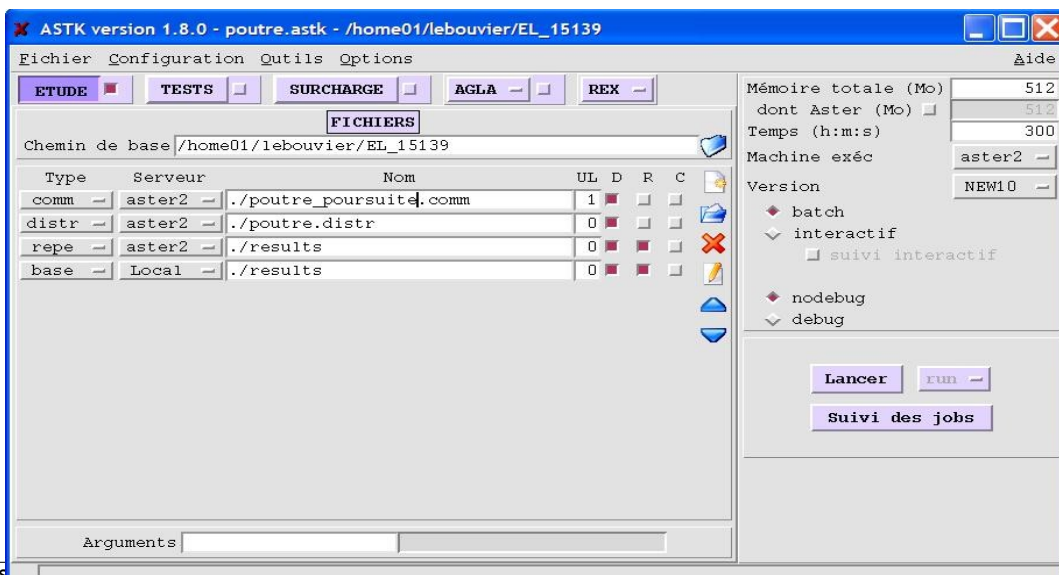 ASTK version 1.8.0 - poutre.astk - /home01/lebouvier/EL_15139
Fichier Configuration Outils Options Aide
ETUDE TESTS SURCHARGE AGLA REX
FICHIERS
Chemin de base /home01/lebouvier/EL_15139
Type Serveur Nom UL D R C
comm aster2 ./poutre_poursuite.comm 1
distr aster2 ./poutre.distr 0
repe aster2 ./results 0
base Local ./results 0
Arguments
Mémoire totale (Mo) 512
dont Aster (Mo) 512
Temps (h:m:s) 300
Machine exéc aster2
Version NEW10
batch
interactif
suivi interactif
nodebug
debug
Lancer run
Suivi des jobs